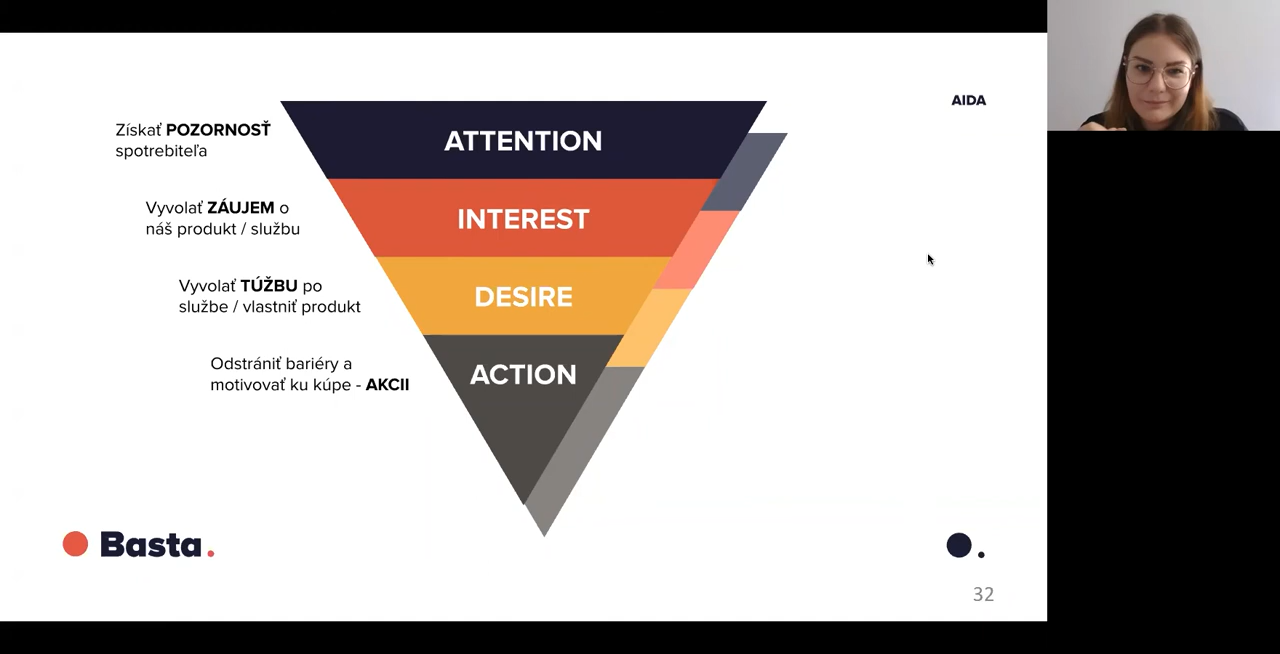 AIDA
Získať POZORNOSŤ
spotrebiteľa
ATTENTION
Vyvolať ZÁUJEM o
náš produkt / službu
INTEREST
Vyvolať TÚŽBU po
službe / vlastniť produkt
DESIRE
Odstrániť bariéry a
motivovať ku kúpe - AKCII
ACTION
Basta.
32